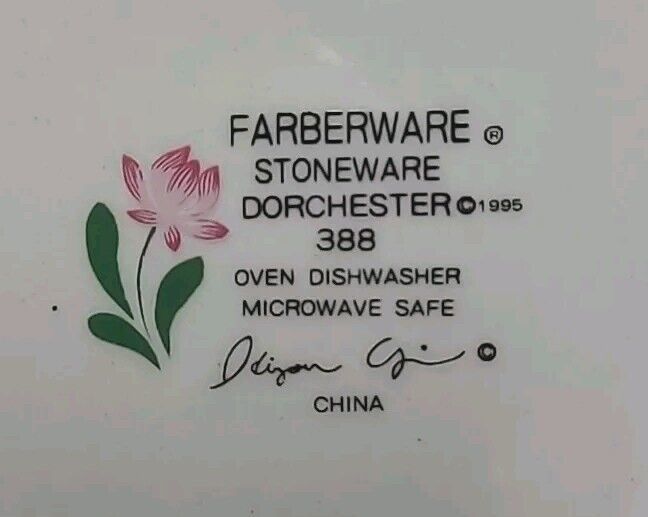 FARBERWARE ®
STONEWARE
DORCHESTER © 1995
388
OVEN DISHWASHER
MICROWAVE SAFE
©
CHINA